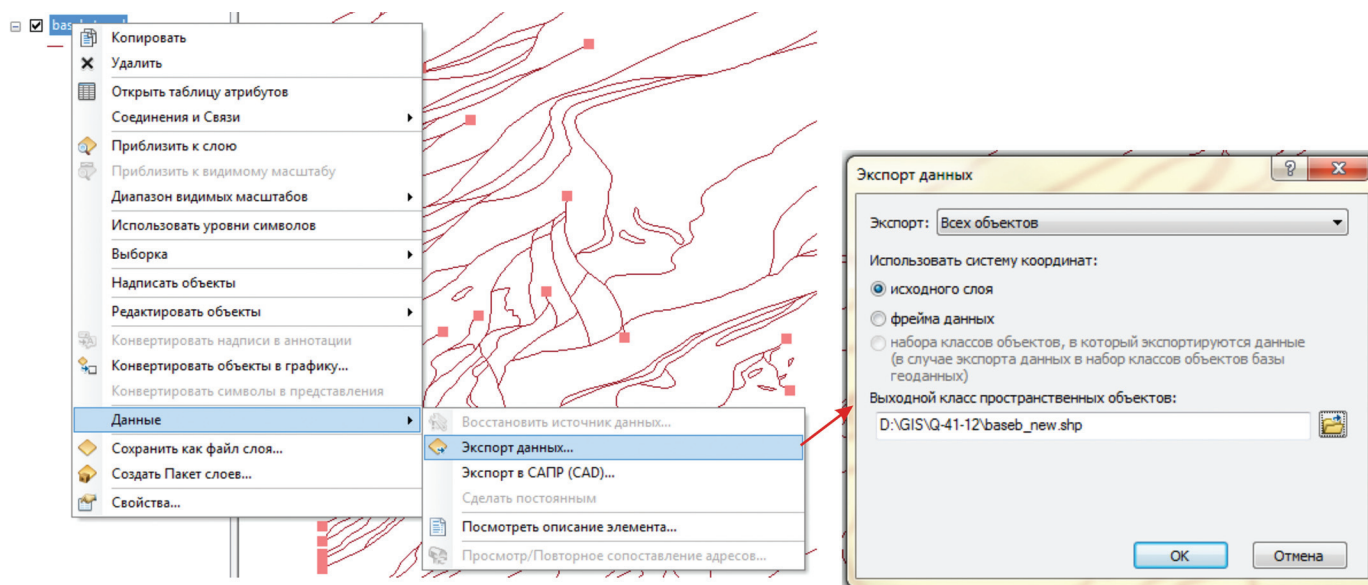 Копировать
Удалить
Открыть таблицу атрибутов
Соединения и Связи
Приблизить к слою
Приблизить к видимому масштабу
Диапазон видимых масштабов
Использовать уровни символов
Выборка
Надписать объекты
Редактировать объекты
Конвертировать надписи в аннотации
Конвертировать объекты в графику...
Конвертировать символы в представления
Данные
Сохранить как файл слоя...
Создать Пакет слоев...
Свойства...
Восстановить источник данных...
Экспорт данных...
Экспорт в САПР (CAD)...
Сделать постоянным
Посмотреть описание элемента...
Просмотр/Повторное сопоставление адресов...
Экспорт данных
Экспорт: Всех объектов
Использовать систему координат:
исходного слоя
фрейма данных
набора классов объектов, в который экспортируются данные
(в случае экспорта данных в набор классов объектов базы
геоданных)
Выходной класс пространственных объектов:
D:\GIS\Q-41-12\baseb_new.shp
OK
Отмена